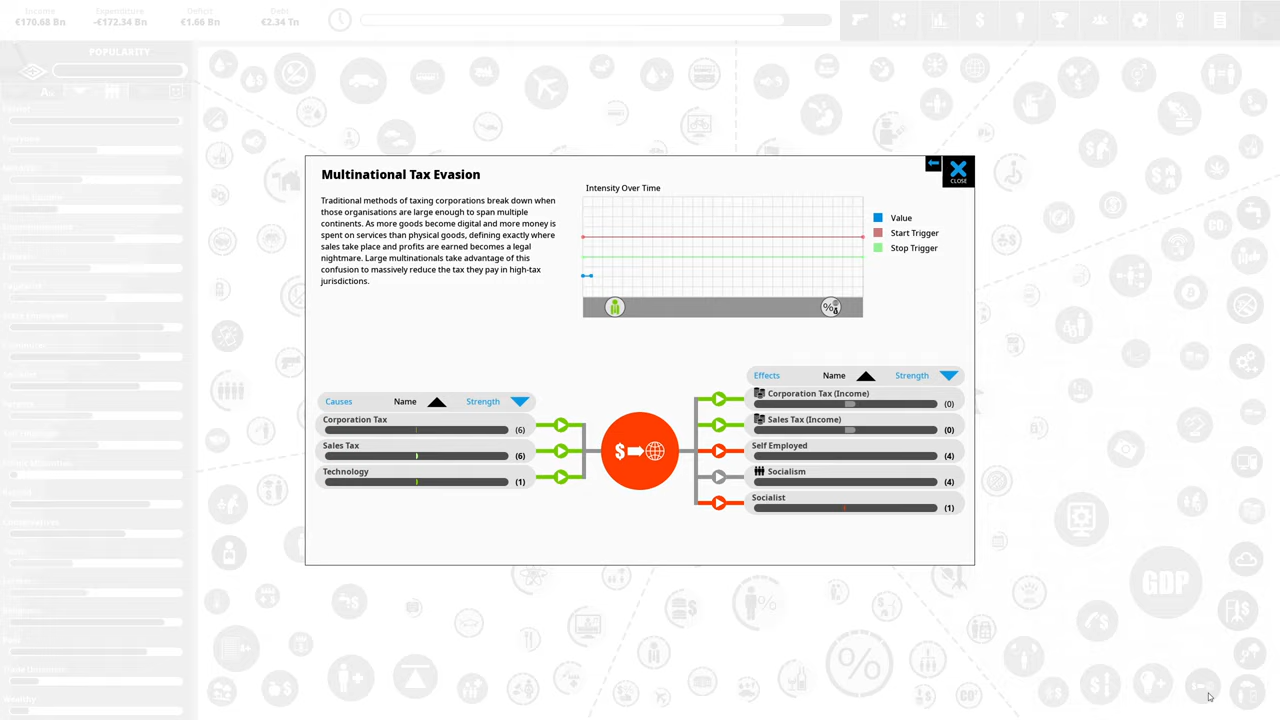 Income
Expenditure
Deficit
Debt
€170.68 Bn
-€172.34 Bn
€1.66 Bn
€2.34 Tn
POPULARITY
Multinational Tax Evasion
CLOSE
Traditional methods of taxing corporations break down when
those organisations are large enough to span multiple
continents. As more goods become digital and more money is
spent on services than physical goods, defining exactly where
sales take place and profits are earned becomes a legal
nightmare. Large multinationals take advantage of this
confusion to massively reduce the tax they pay in high-tax
jurisdictions.
Intensity Over Time
Value
Start Trigger
Stop Trigger
Causes Name Strength
Corporation Tax
(6)
Sales Tax
(6)
Technology
(1)
Effects Name Strength
Corporation Tax (Income)
(0)
Sales Tax (Income)
(0)
Self Employed
(4)
Socialism
(4)
Socialist
(1)
GDP